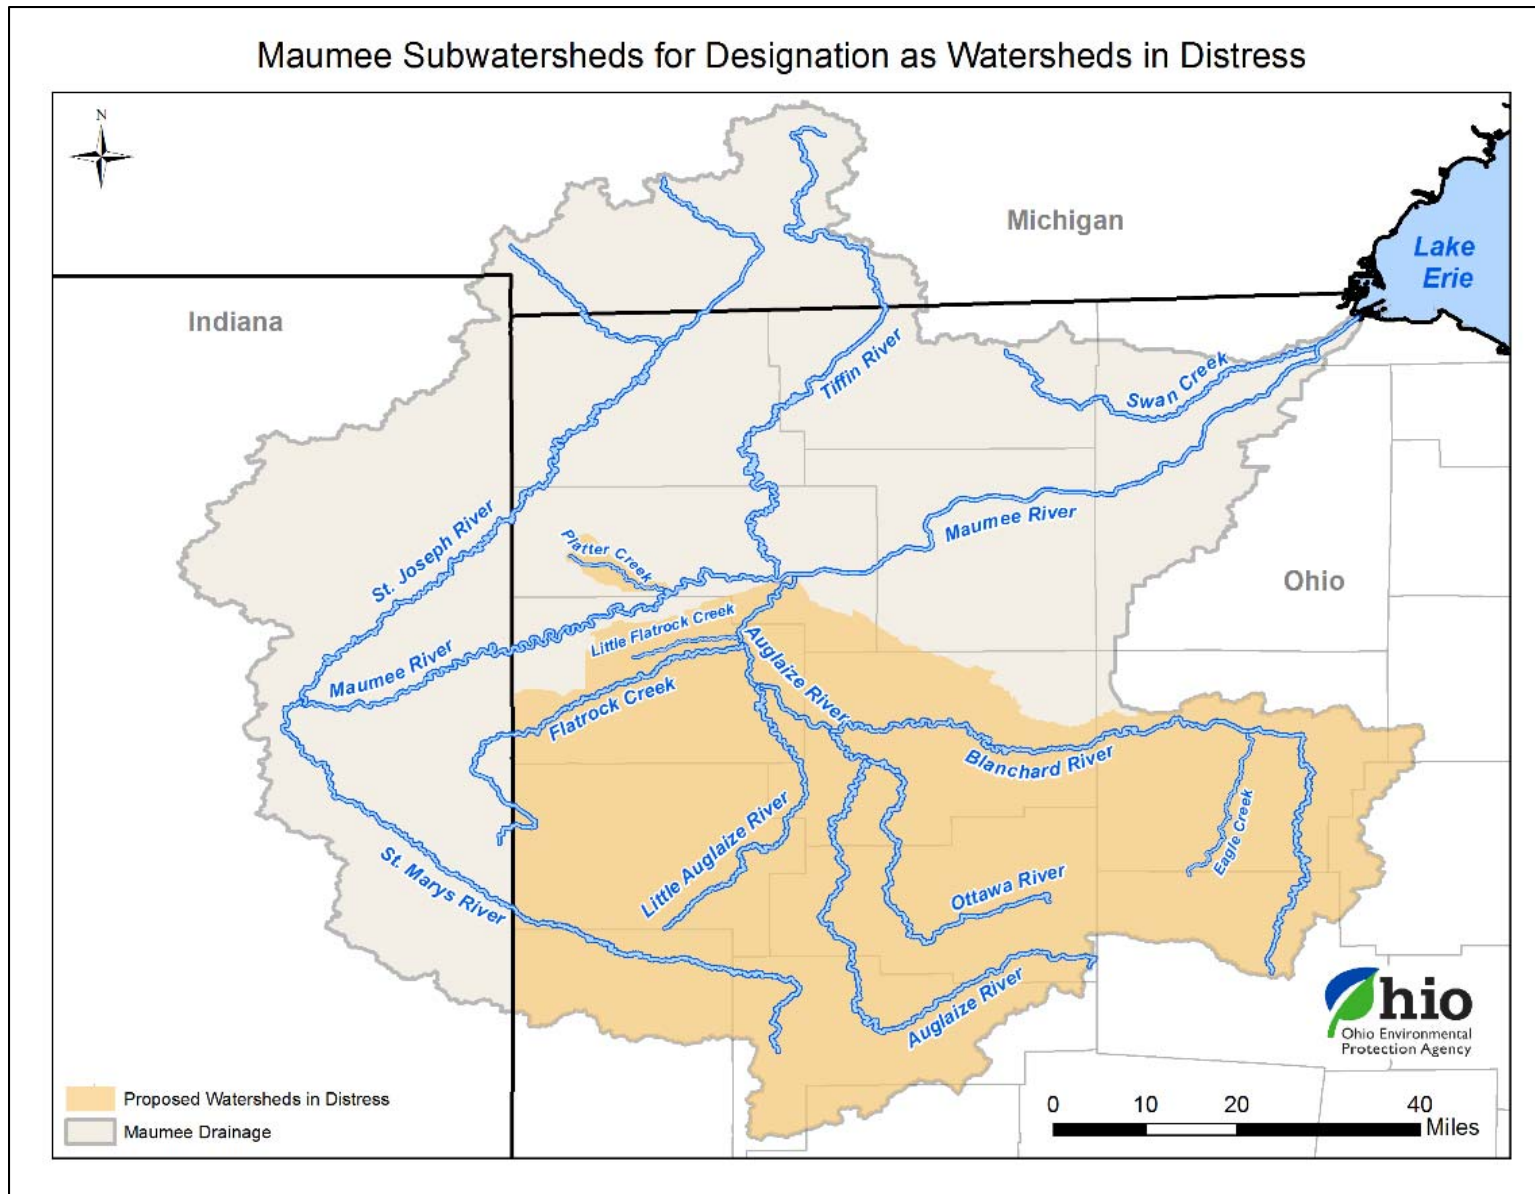 Maumee Subwatersheds for Designation as Watersheds in Distress
N
Michigan
Lake
Erie
Indiana
Tiffin River
Swan Creek
St. Joseph River
Maumee River
Platter Creek
Ohio
Little Flatrock Creek
Maumee River
Auglaize River
Flatrock Creek
Blanchard River
Little Auglaize River
Eagle Creek
St. Marys River
Ottawa River
Auglaize River
Ohio
Ohio Environmental
Protection Agency
Proposed Watersheds in Distress
Maumee Drainage
0 10 20 40
Miles